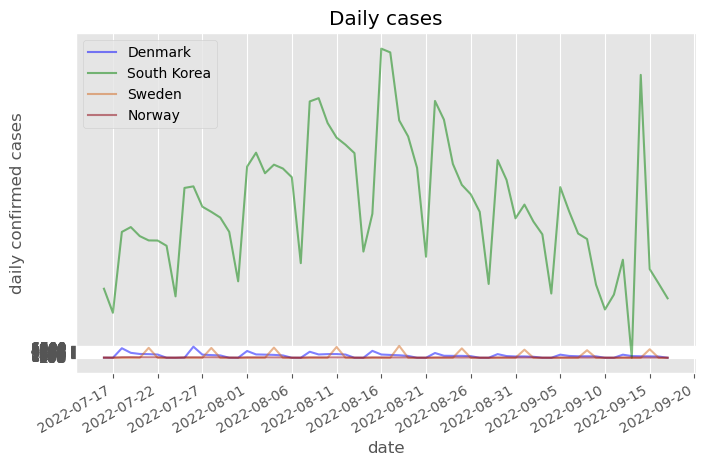 Daily cases
Denmark
South Korea
Sweden
Norway
daily confirmed cases
2022-07-17
2022-07-22
2022-07-27
2022-08-01
2022-08-06
2022-08-11
2022-08-16
2022-08-21
2022-08-26
2022-08-31
2022-09-05
2022-09-10
2022-09-15
2022-09-20
date